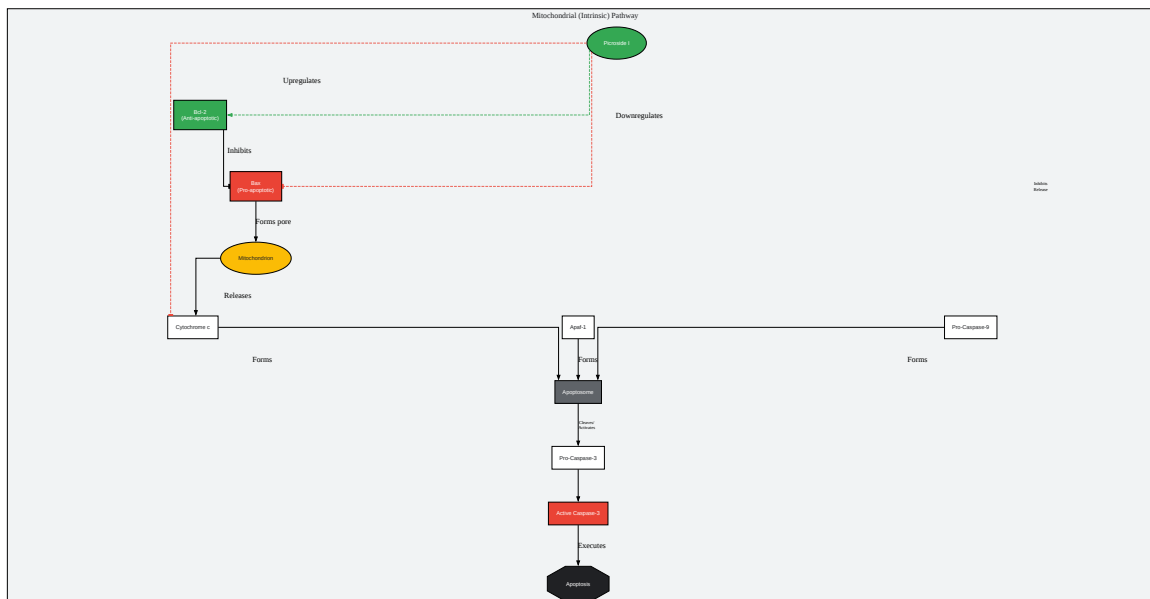 Mitochondrial (Intrinsic) Pathway
Picroside I
Upregulates
Bcl-2
(Anti-apoptotic)
Downregulates
Inhibits
Bax
(Pro-apoptotic)
Inhibits
Release
Forms pore
Mitochondrion
Releases
Cytochrome c
Apaf-1
Pro-Caspase-9
Forms
Forms
Forms
Apoptosome
Cleaves/
Activates
Pro-Caspase-3
Active Caspase-3
Executes
Apoptosis